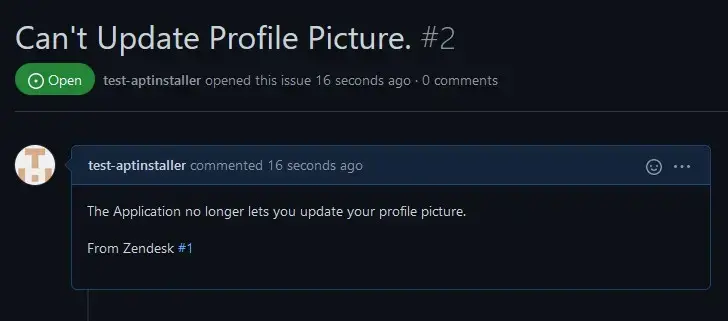 Can't Update Profile Picture. #2
Open test-aptinstaller opened this issue 16 seconds ago · 0 comments
test-aptinstaller commented 16 seconds ago
The Application no longer lets you update your profile picture.
From Zendesk #1